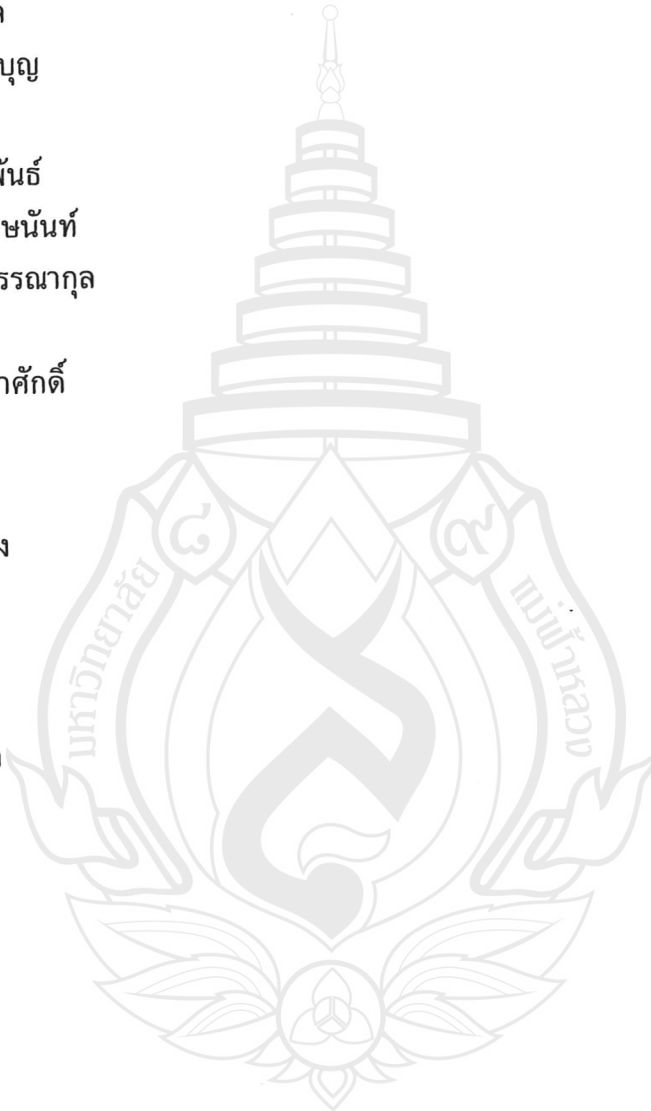 ล
บุญ
พันธ์
ษนันท์
รรณากุล
าศักดิ์
ง
๘ ๙
มหาวิทยาลัย แม่ฟ้าหลวง